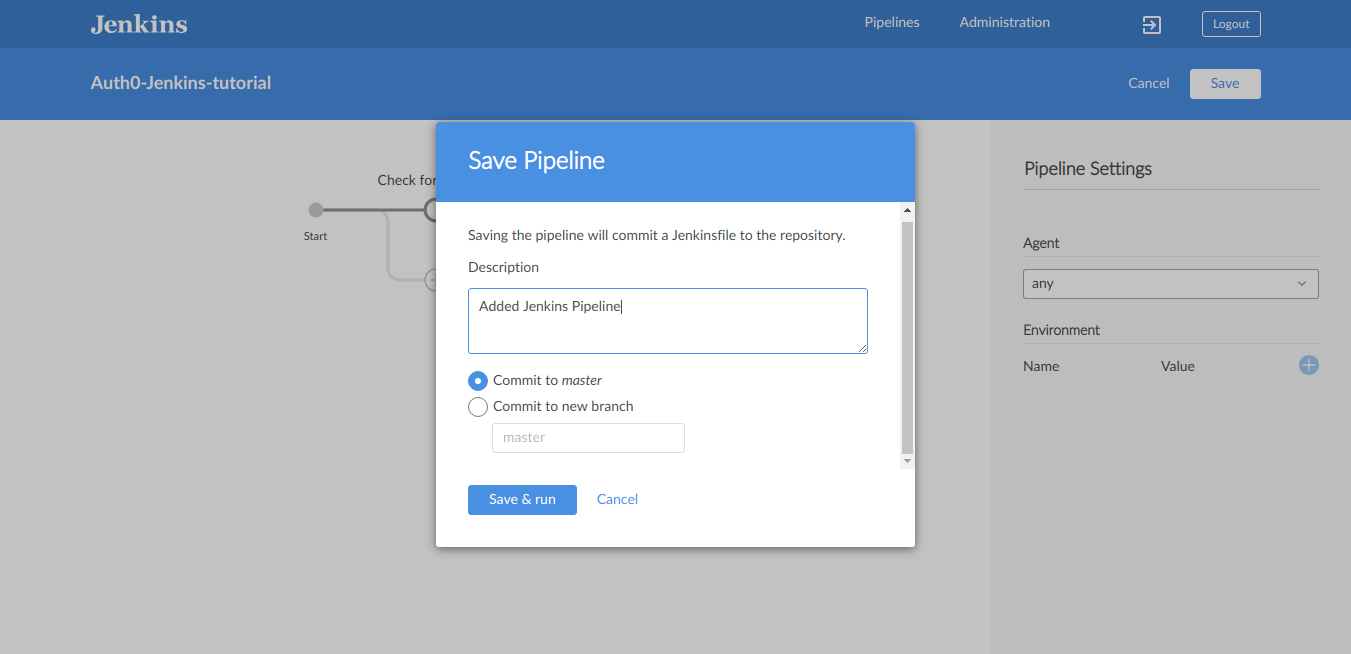 Jenkins
Pipelines
Administration
Logout
Auth0-Jenkins-tutorial
Cancel
Save
Check for
Start
Save Pipeline
Saving the pipeline will commit a Jenkinsfile to the repository.
Description
Added Jenkins Pipeline
Commit to master
Commit to new branch
master
Save & run
Cancel
Pipeline Settings
Agent
any
Environment
Name
Value